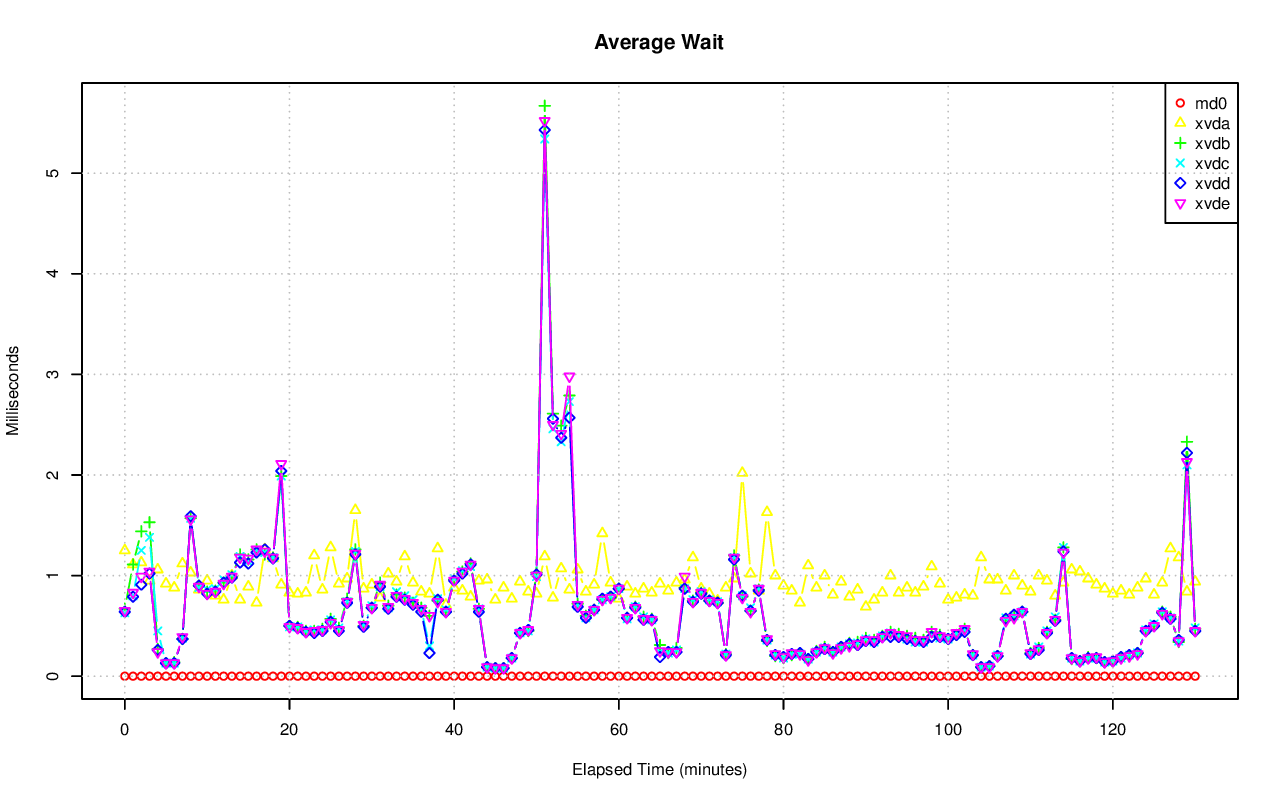 Average Wait
md0
xvda
xvdb
xvdc
xvdd
xvde
Milliseconds
5
4
3
2
1
0
0 20 40 60 80 100 120
Elapsed Time (minutes)